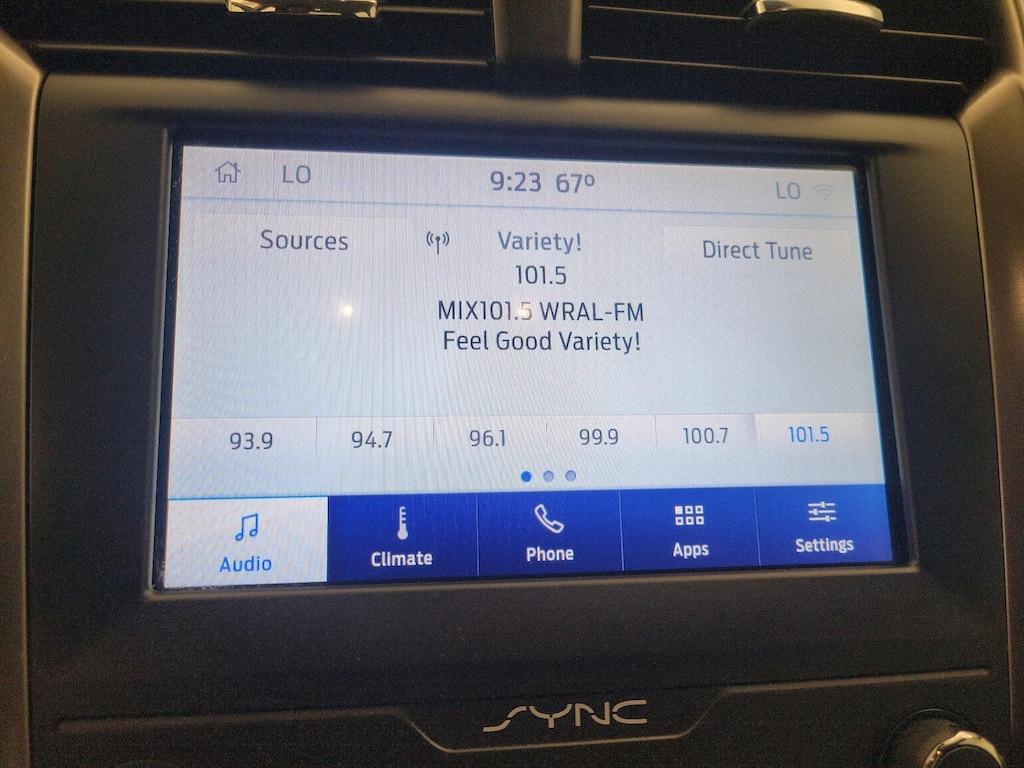 LO 9:23 67° LO
Sources Variety! Direct Tune
101.5
MIX101.5 WRAL-FM
Feel Good Variety!
93.9 94.7 96.1 99.9 100.7 101.5
Audio Climate Phone Apps Settings
SYNC